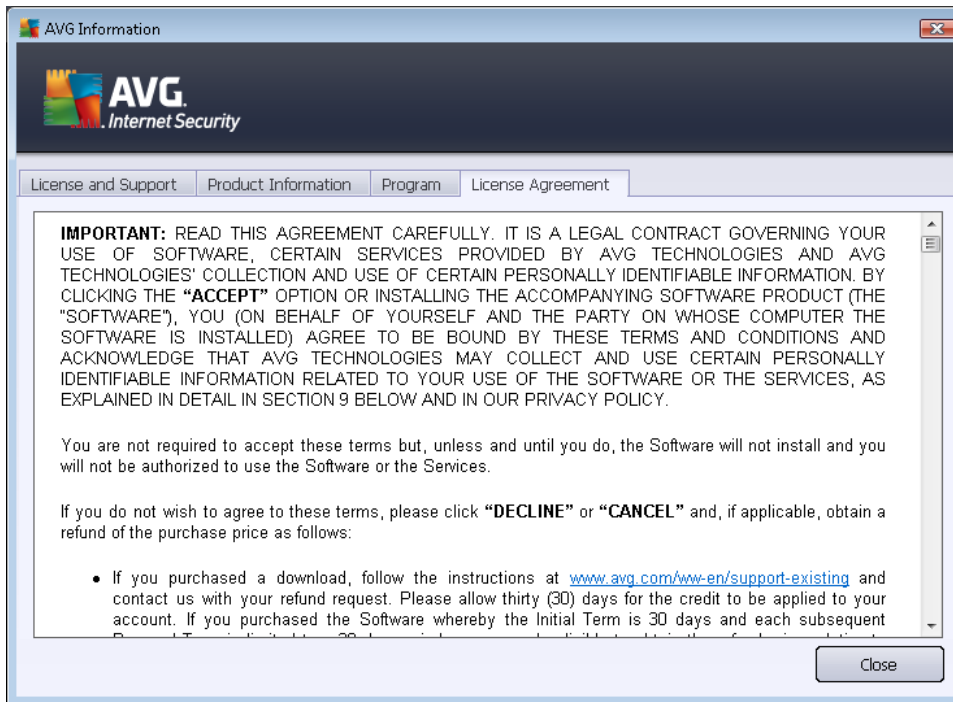 AVG Information
AVG.
Internet Security
License and Support
Product Information
Program
License Agreement
IMPORTANT: READ THIS AGREEMENT CAREFULLY. IT IS A LEGAL CONTRACT GOVERNING YOUR
USE OF SOFTWARE, CERTAIN SERVICES PROVIDED BY AVG TECHNOLOGIES AND AVG
TECHNOLOGIES' COLLECTION AND USE OF CERTAIN PERSONALLY IDENTIFIABLE INFORMATION. BY
CLICKING THE “ACCEPT” OPTION OR INSTALLING THE ACCOMPANYING SOFTWARE PRODUCT (THE
"SOFTWARE"), YOU (ON BEHALF OF YOURSELF AND THE PARTY ON WHOSE COMPUTER THE
SOFTWARE IS INSTALLED) AGREE TO BE BOUND BY THESE TERMS AND CONDITIONS AND
ACKNOWLEDGE THAT AVG TECHNOLOGIES MAY COLLECT AND USE CERTAIN PERSONALLY
IDENTIFIABLE INFORMATION RELATED TO YOUR USE OF THE SOFTWARE OR THE SERVICES, AS
EXPLAINED IN DETAIL IN SECTION 9 BELOW AND IN OUR PRIVACY POLICY.
You are not required to accept these terms but, unless and until you do, the Software will not install and you
will not be authorized to use the Software or the Services.
If you do not wish to agree to these terms, please click “DECLINE” or “CANCEL” and, if applicable, obtain a
refund of the purchase price as follows:
• If you purchased a download, follow the instructions at www.avg.com/ww-en/support-existing and
contact us with your refund request. Please allow thirty (30) days for the credit to be applied to your
account. If you purchased the Software whereby the Initial Term is 30 days and each subsequent
Close